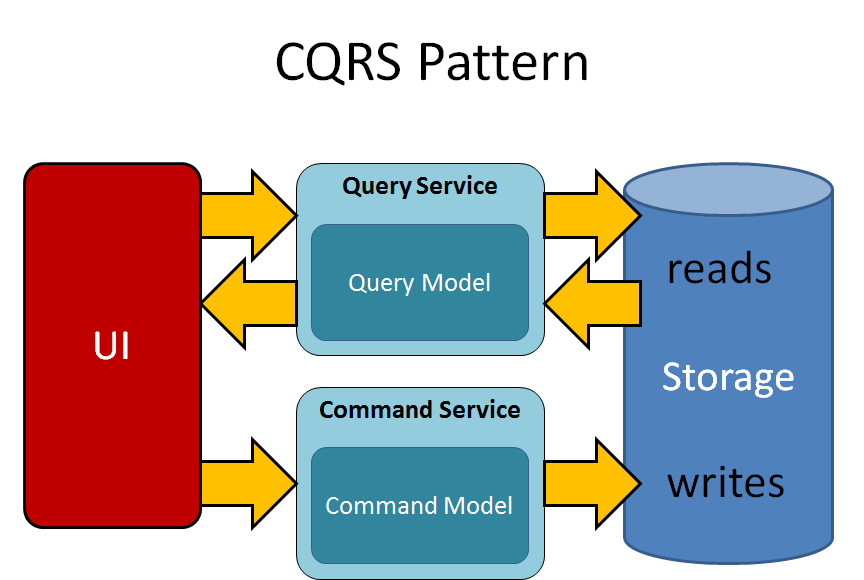 CQRS Pattern
UI
Query Service
Query Model
Command Service
Command Model
reads
Storage
writes